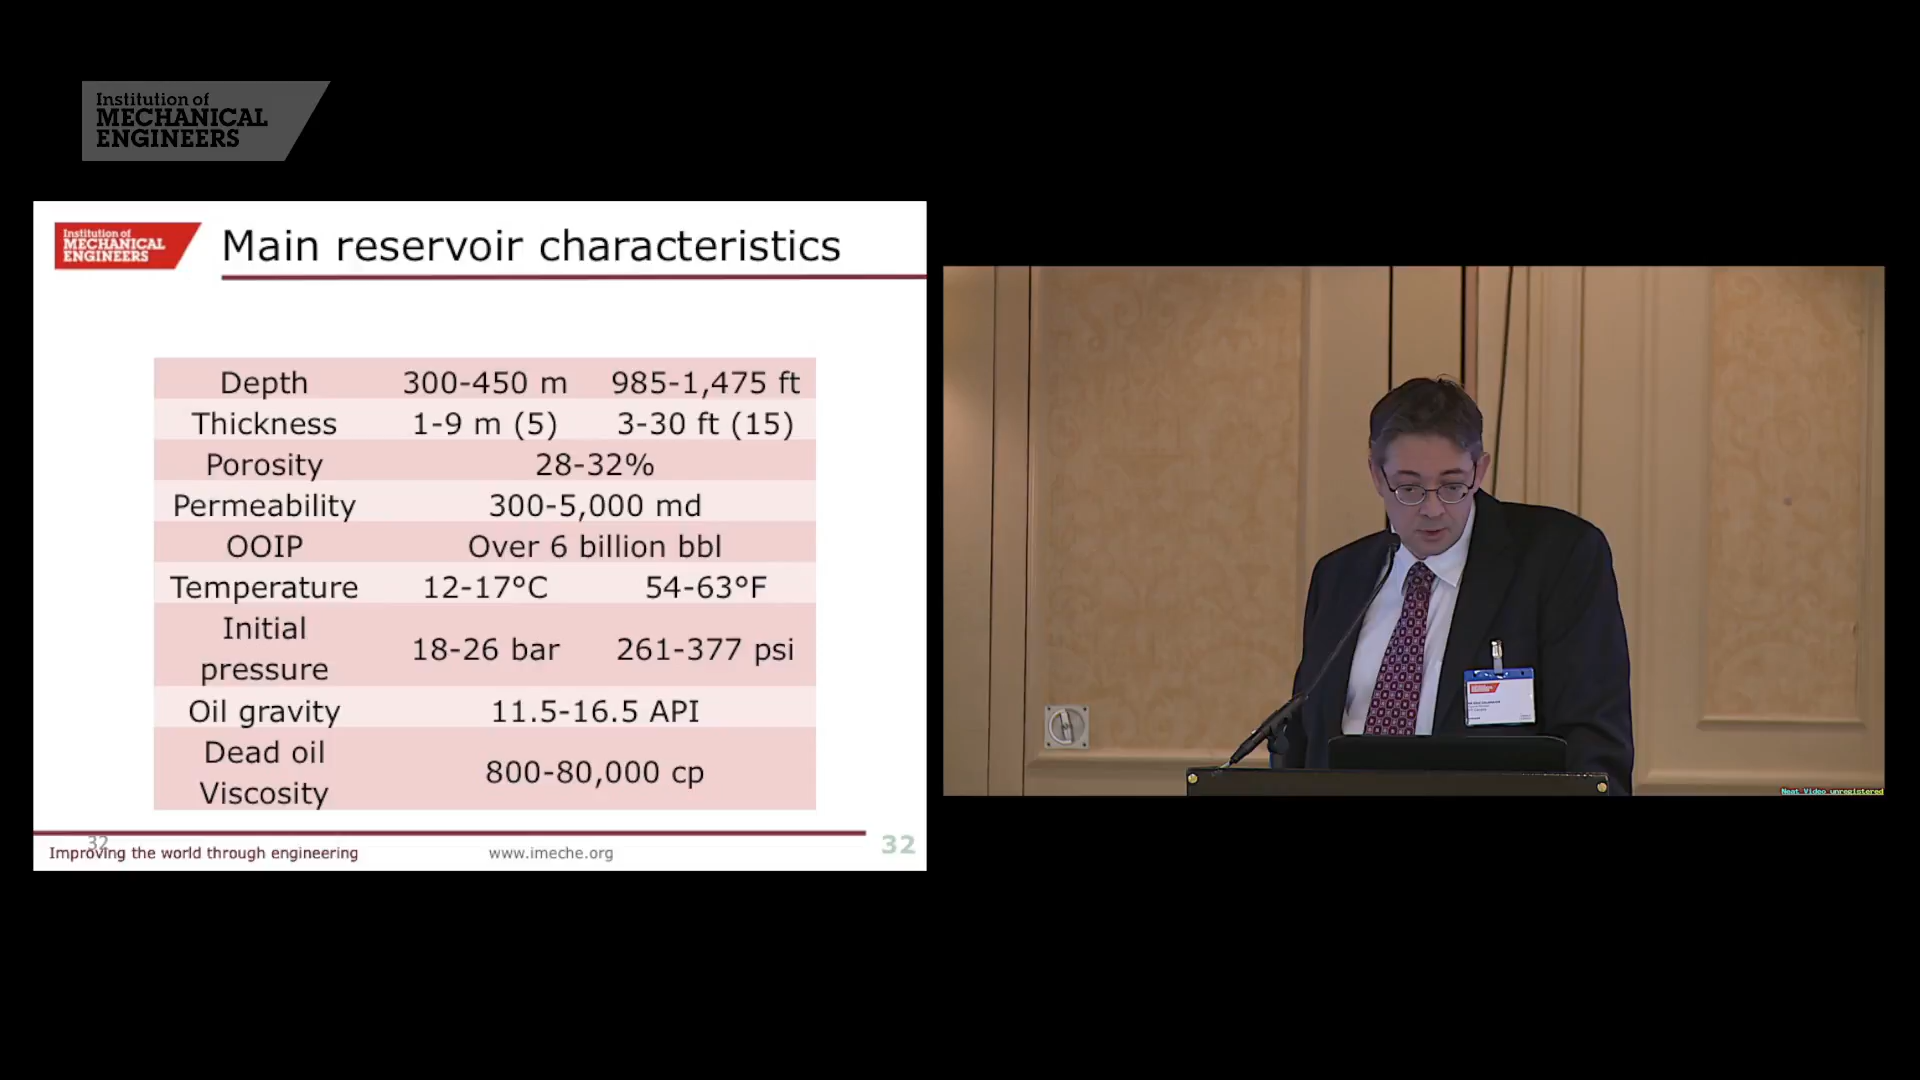 Institution of
MECHANICAL
ENGINEERS
Institution of
MECHANICAL
ENGINEERS
Main reservoir characteristics
Depth 300-450 m 985-1,475 ft
Thickness 1-9 m (5) 3-30 ft (15)
Porosity 28-32%
Permeability 300-5,000 md
OOIP Over 6 billion bbl
Temperature 12-17°C 54-63°F
Initial
pressure 18-26 bar 261-377 psi
Oil gravity 11.5-16.5 API
Dead oil
Viscosity 800-80,000 cp
32
Improving the world through engineering www.imeche.org 32
Neat Video unregistered